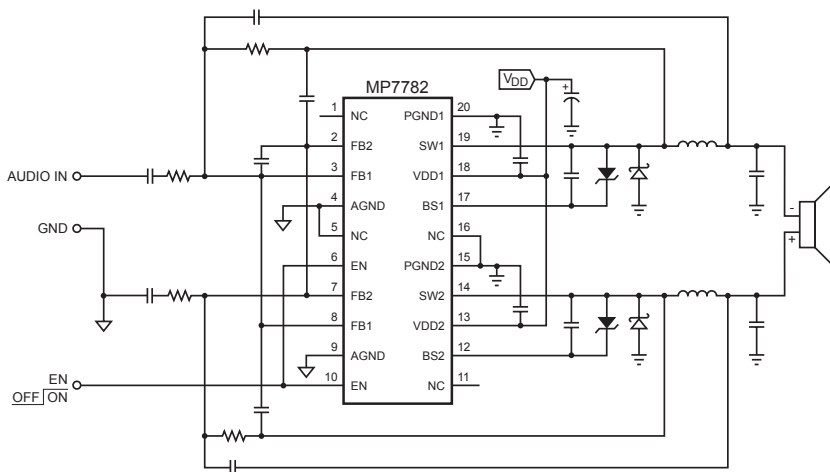 MP7782
V_DD
+
1 NC PGND1 20
2 FB2 SW1 19
AUDIO IN 3 FB1 VDD1 18
4 AGND BS1 17
GND 5 NC NC 16
6 EN PGND2 15
7 FB2 SW2 14
8 FB1 VDD2 13
9 AGND BS2 12
10 EN NC 11
EN
OFF ON
-
+